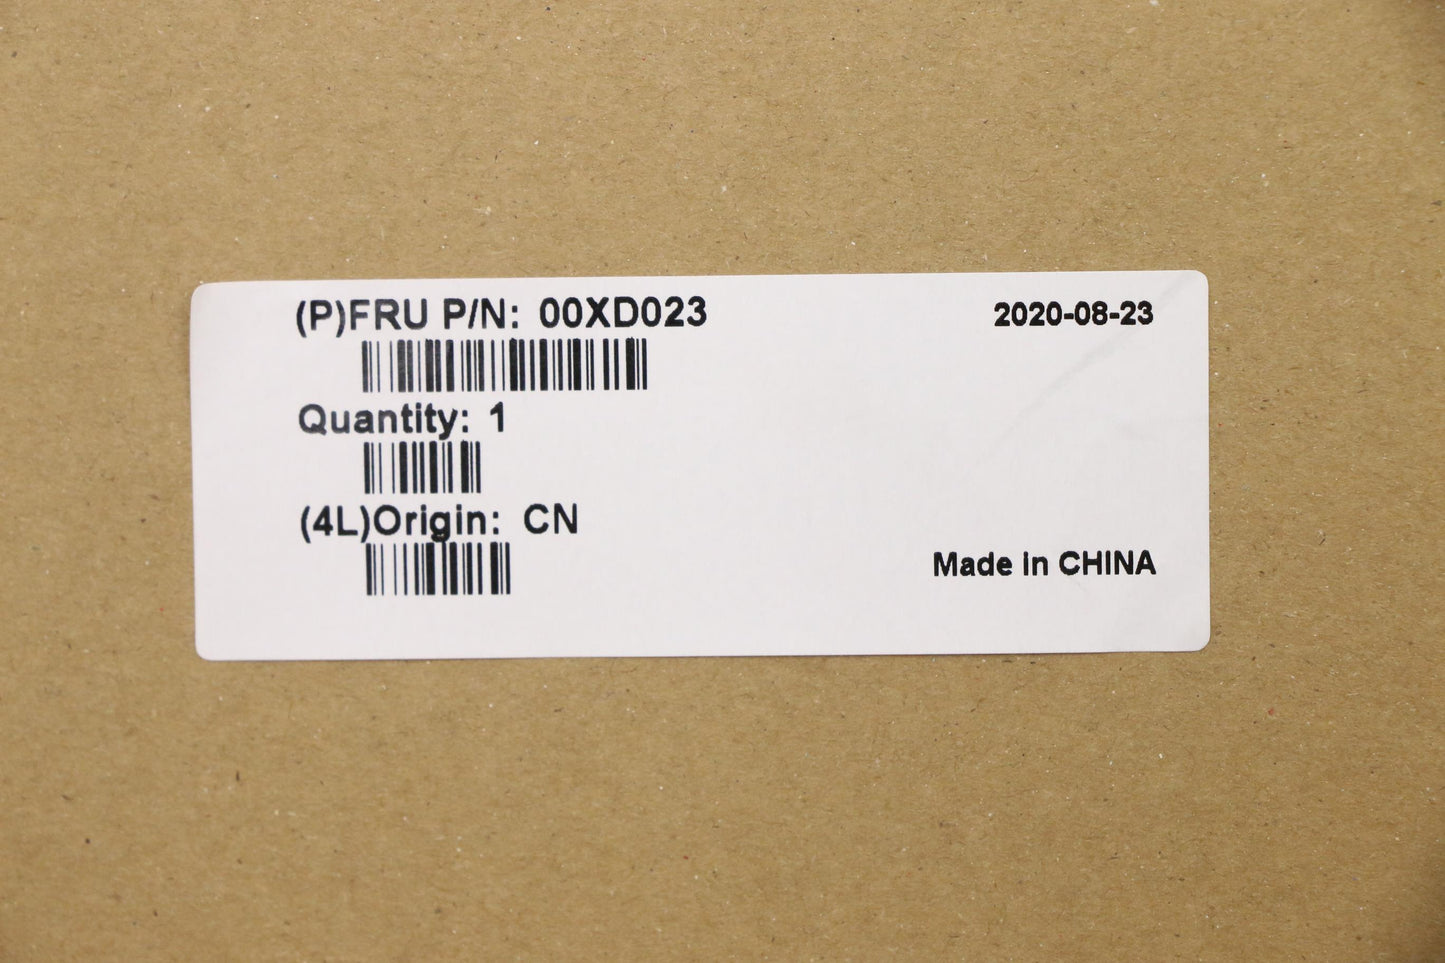 (P)FRU P/N: 00XD023
2020-08-23
Quantity: 1
(4L)Origin: CN
Made in CHINA